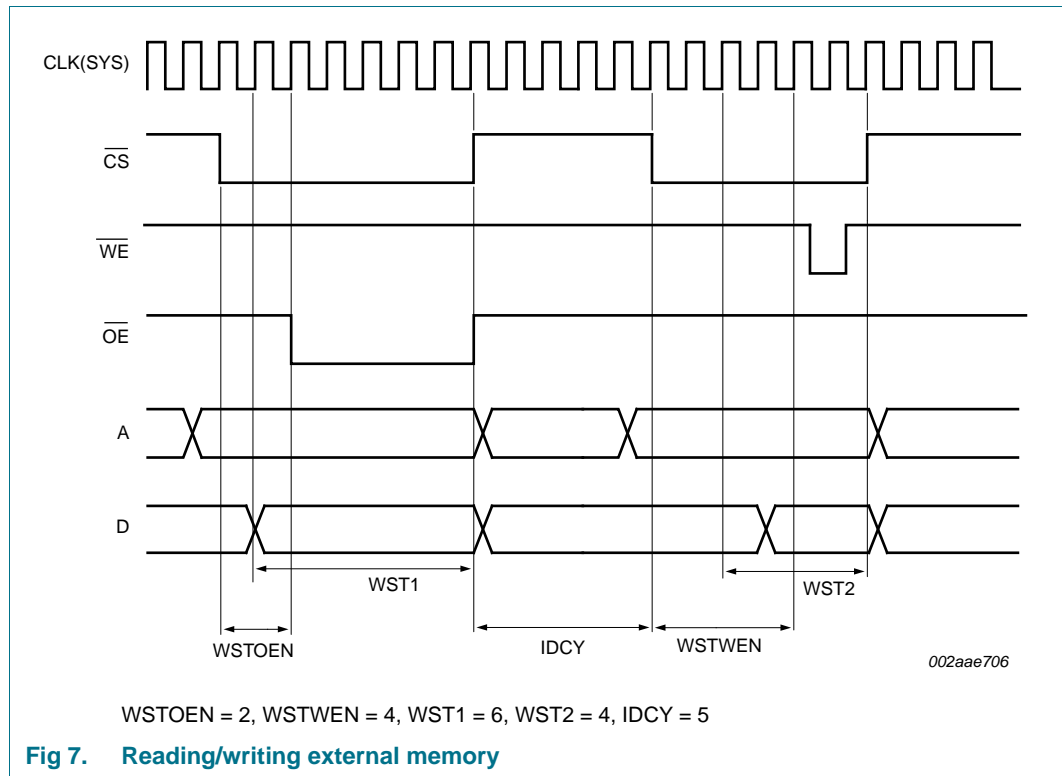 CLK(SYS)
CS
WE
OE
A
D
WST1
WST2
WSTOEN
IDCY
WSTWEN
002aae706
WSTOEN = 2, WSTWEN = 4, WST1 = 6, WST2 = 4, IDCY = 5
Fig 7. Reading/writing external memory